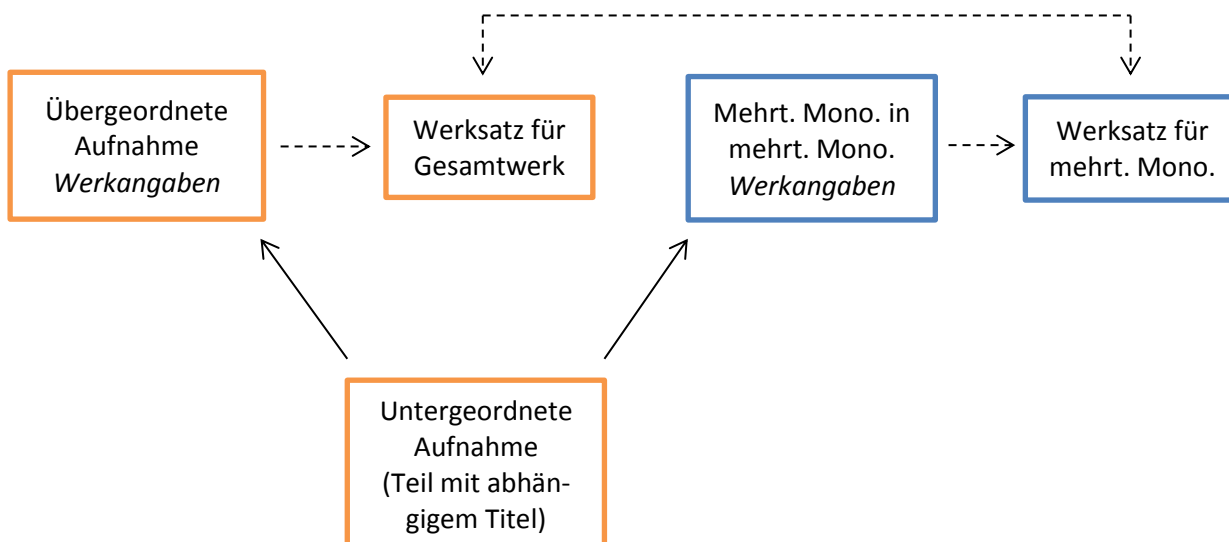 Übergeordnete
Aufnahme
Werkangaben
Werksatz für
Gesamtwerk
Mehrt. Mono. in
mehrt. Mono.
Werkangaben
Werksatz für
mehrt. Mono.
Untergeordnete
Aufnahme
(Teil mit abhän-
gigem Titel)